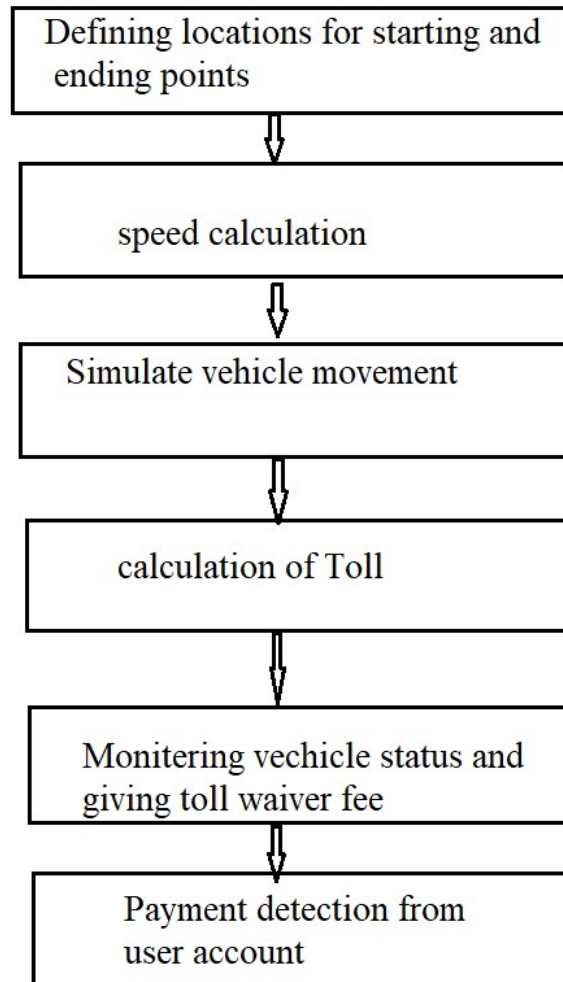 Defining locations for starting and
ending points
speed calculation
Simulate vehicle movement
calculation of Toll
Monitering vechicle status and
giving toll waiver fee
Payment detection from
user account